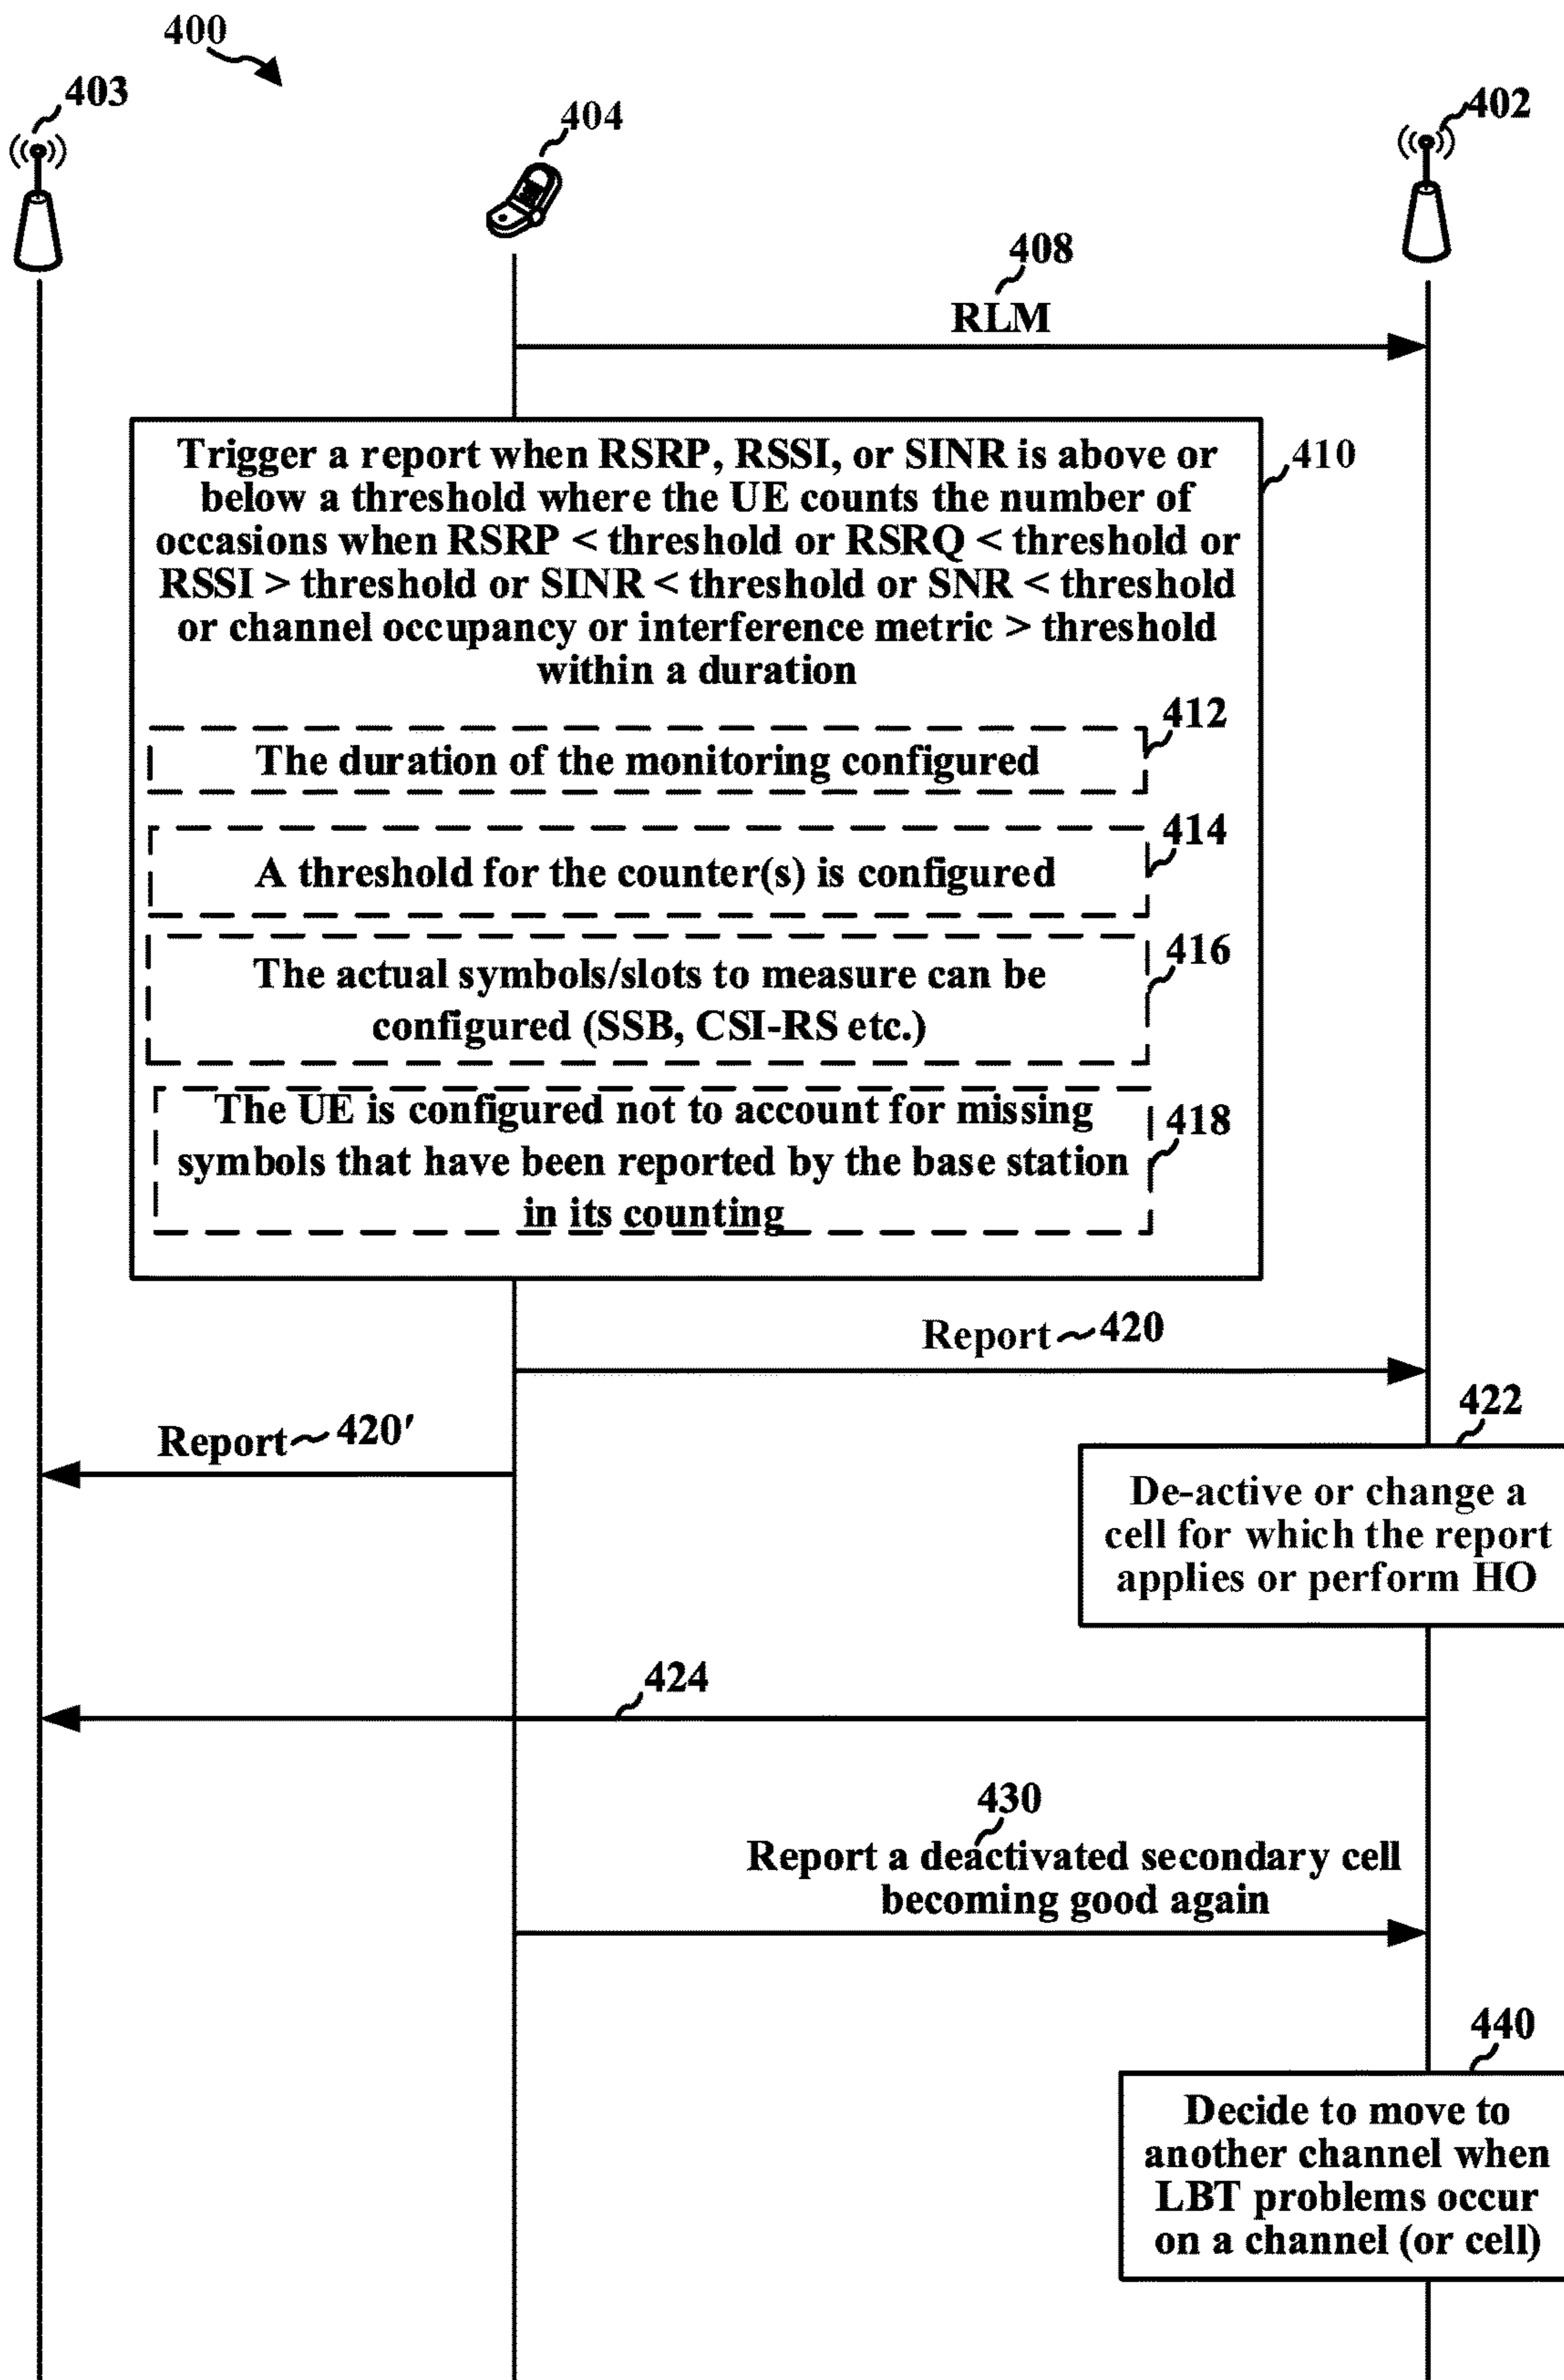 400
403
404
402
408
RLM
Trigger a report when RSRP, RSSI, or SINR is above or
below a threshold where the UE counts the number of
occasions when RSRP < threshold or RSRQ < threshold or
RSSI > threshold or SINR < threshold or SNR < threshold
or channel occupancy or interference metric > threshold
within a duration
410
412
The duration of the monitoring configured
414
A threshold for the counter(s) is configured
416
The actual symbols/slots to measure can be
configured (SSB, CSI-RS etc.)
418
The UE is configured not to account for missing
symbols that have been reported by the base station
in its counting
Report 420
Report 420'
422
De-active or change a
cell for which the report
applies or perform HO
424
430
Report a deactivated secondary cell
becoming good again
440
Decide to move to
another channel when
LBT problems occur
on a channel (or cell)